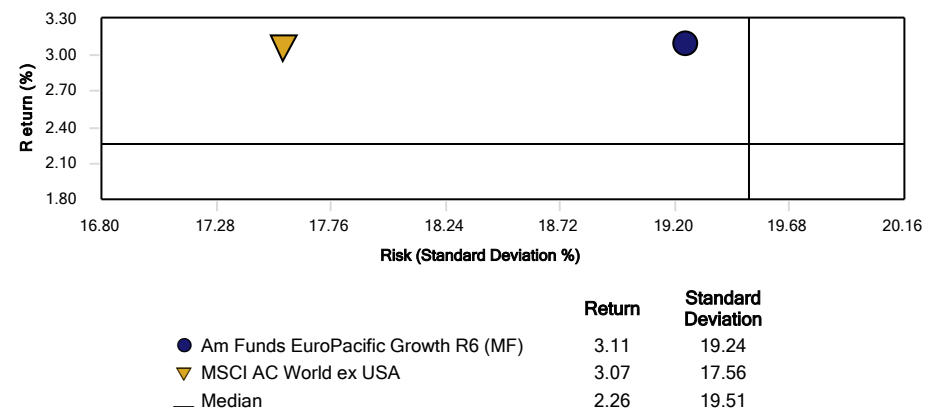 3.30
3.00
2.70
2.40
2.10
1.80
Return (%)
16.80 17.28 17.76 18.24 18.72 19.20 19.68 20.16
Risk (Standard Deviation %)
Return Standard Deviation
Am Funds EuroPacific Growth R6 (MF) 3.11 19.24
MSCI AC World ex USA 3.07 17.56
Median 2.26 19.51